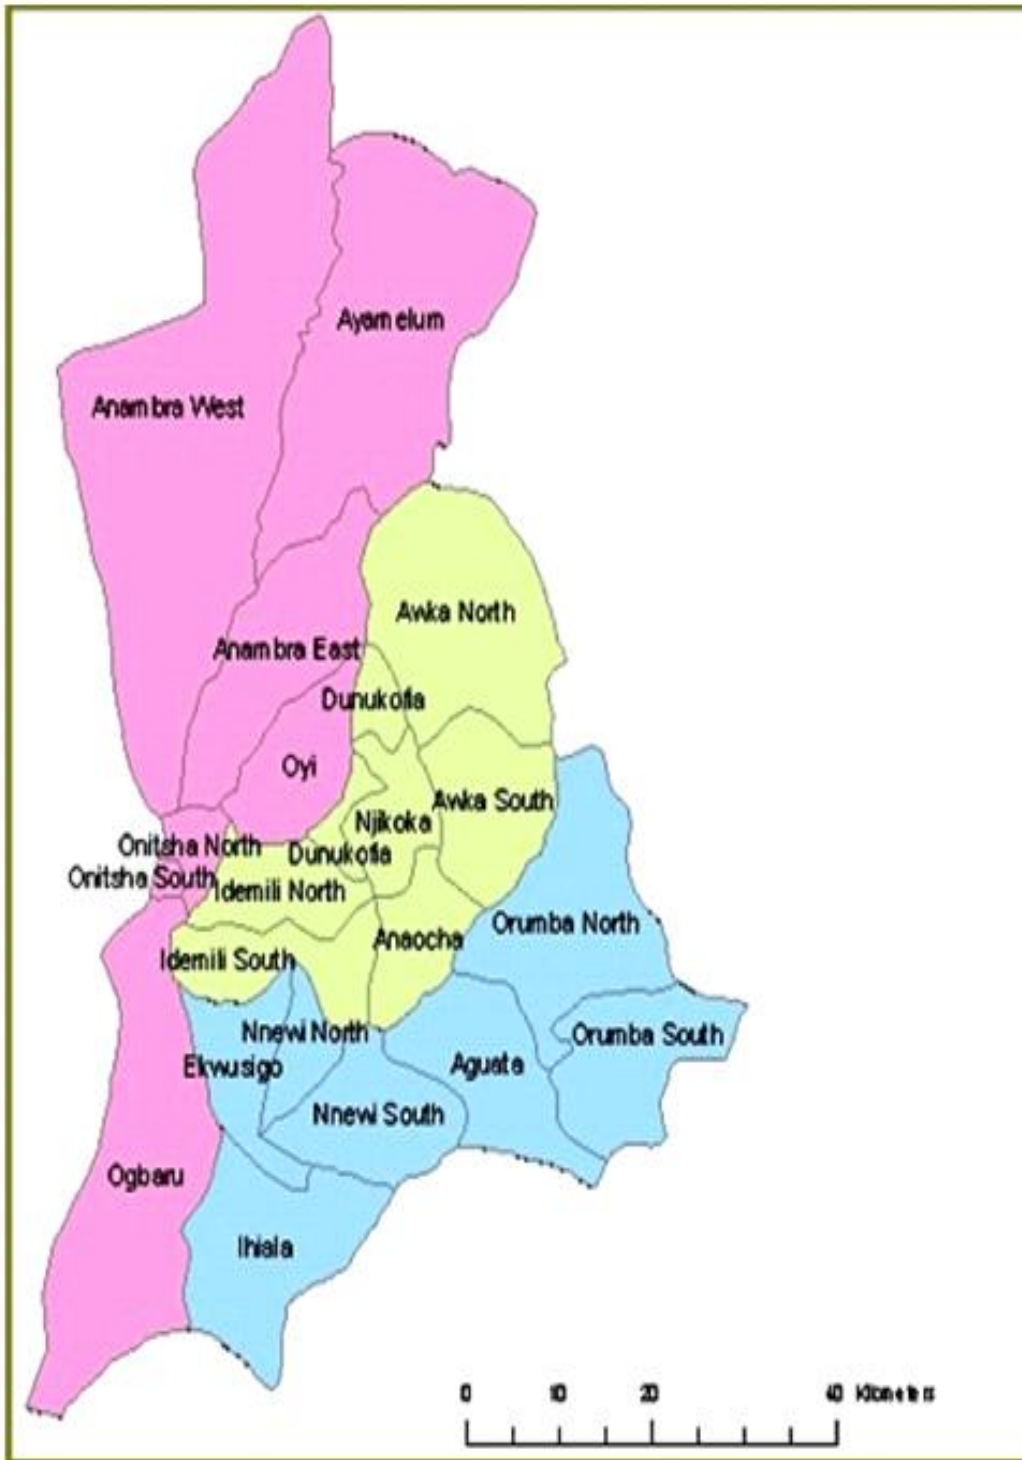 Ayamelum
Anambra West
Awka North
Anambra East
Dunukofia
Oyi
Awka South
Njikoka
Onitsha North
Dunukofia
Onitsha South
Idemili North
Orumba North
Anaocha
Idemili South
Nnewi North
Orumba South
Ekwusigo
Aguata
Nnewi South
Ogbaru
Ihiala
0 10 20 40 Kilometers